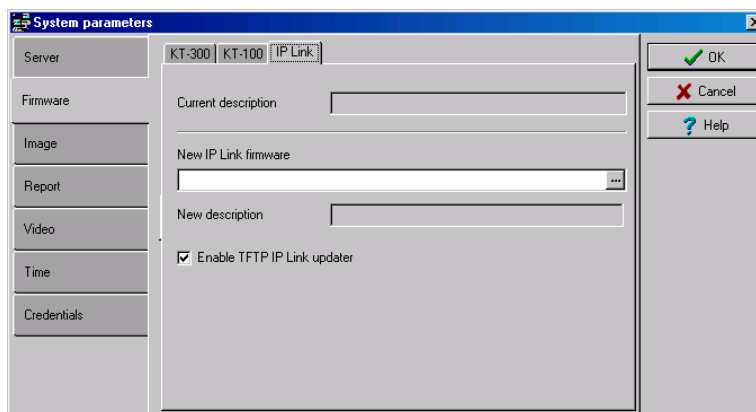 System parameters
Server
Firmware
Image
Report
Video
Time
Credentials
KT-300 KT-100 IP Link
Current description
New IP Link firmware
...
New description
Enable TFTP IP Link updater
OK
Cancel
? Help